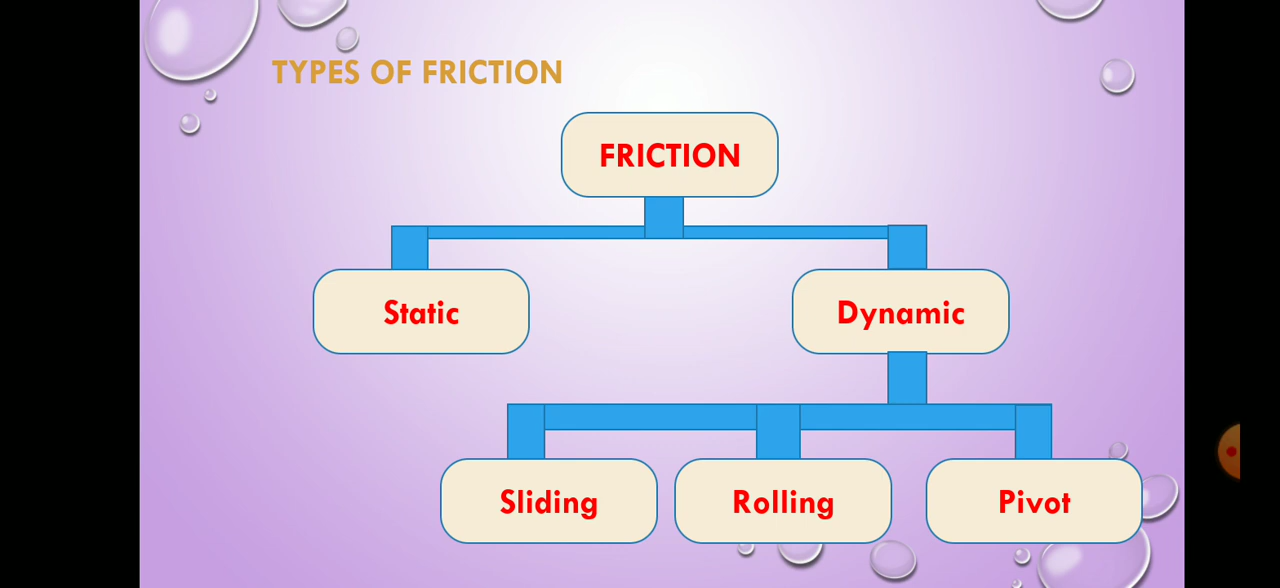 TYPES OF FRICTION
FRICTION
Static
Dynamic
Sliding
Rolling
Pivot